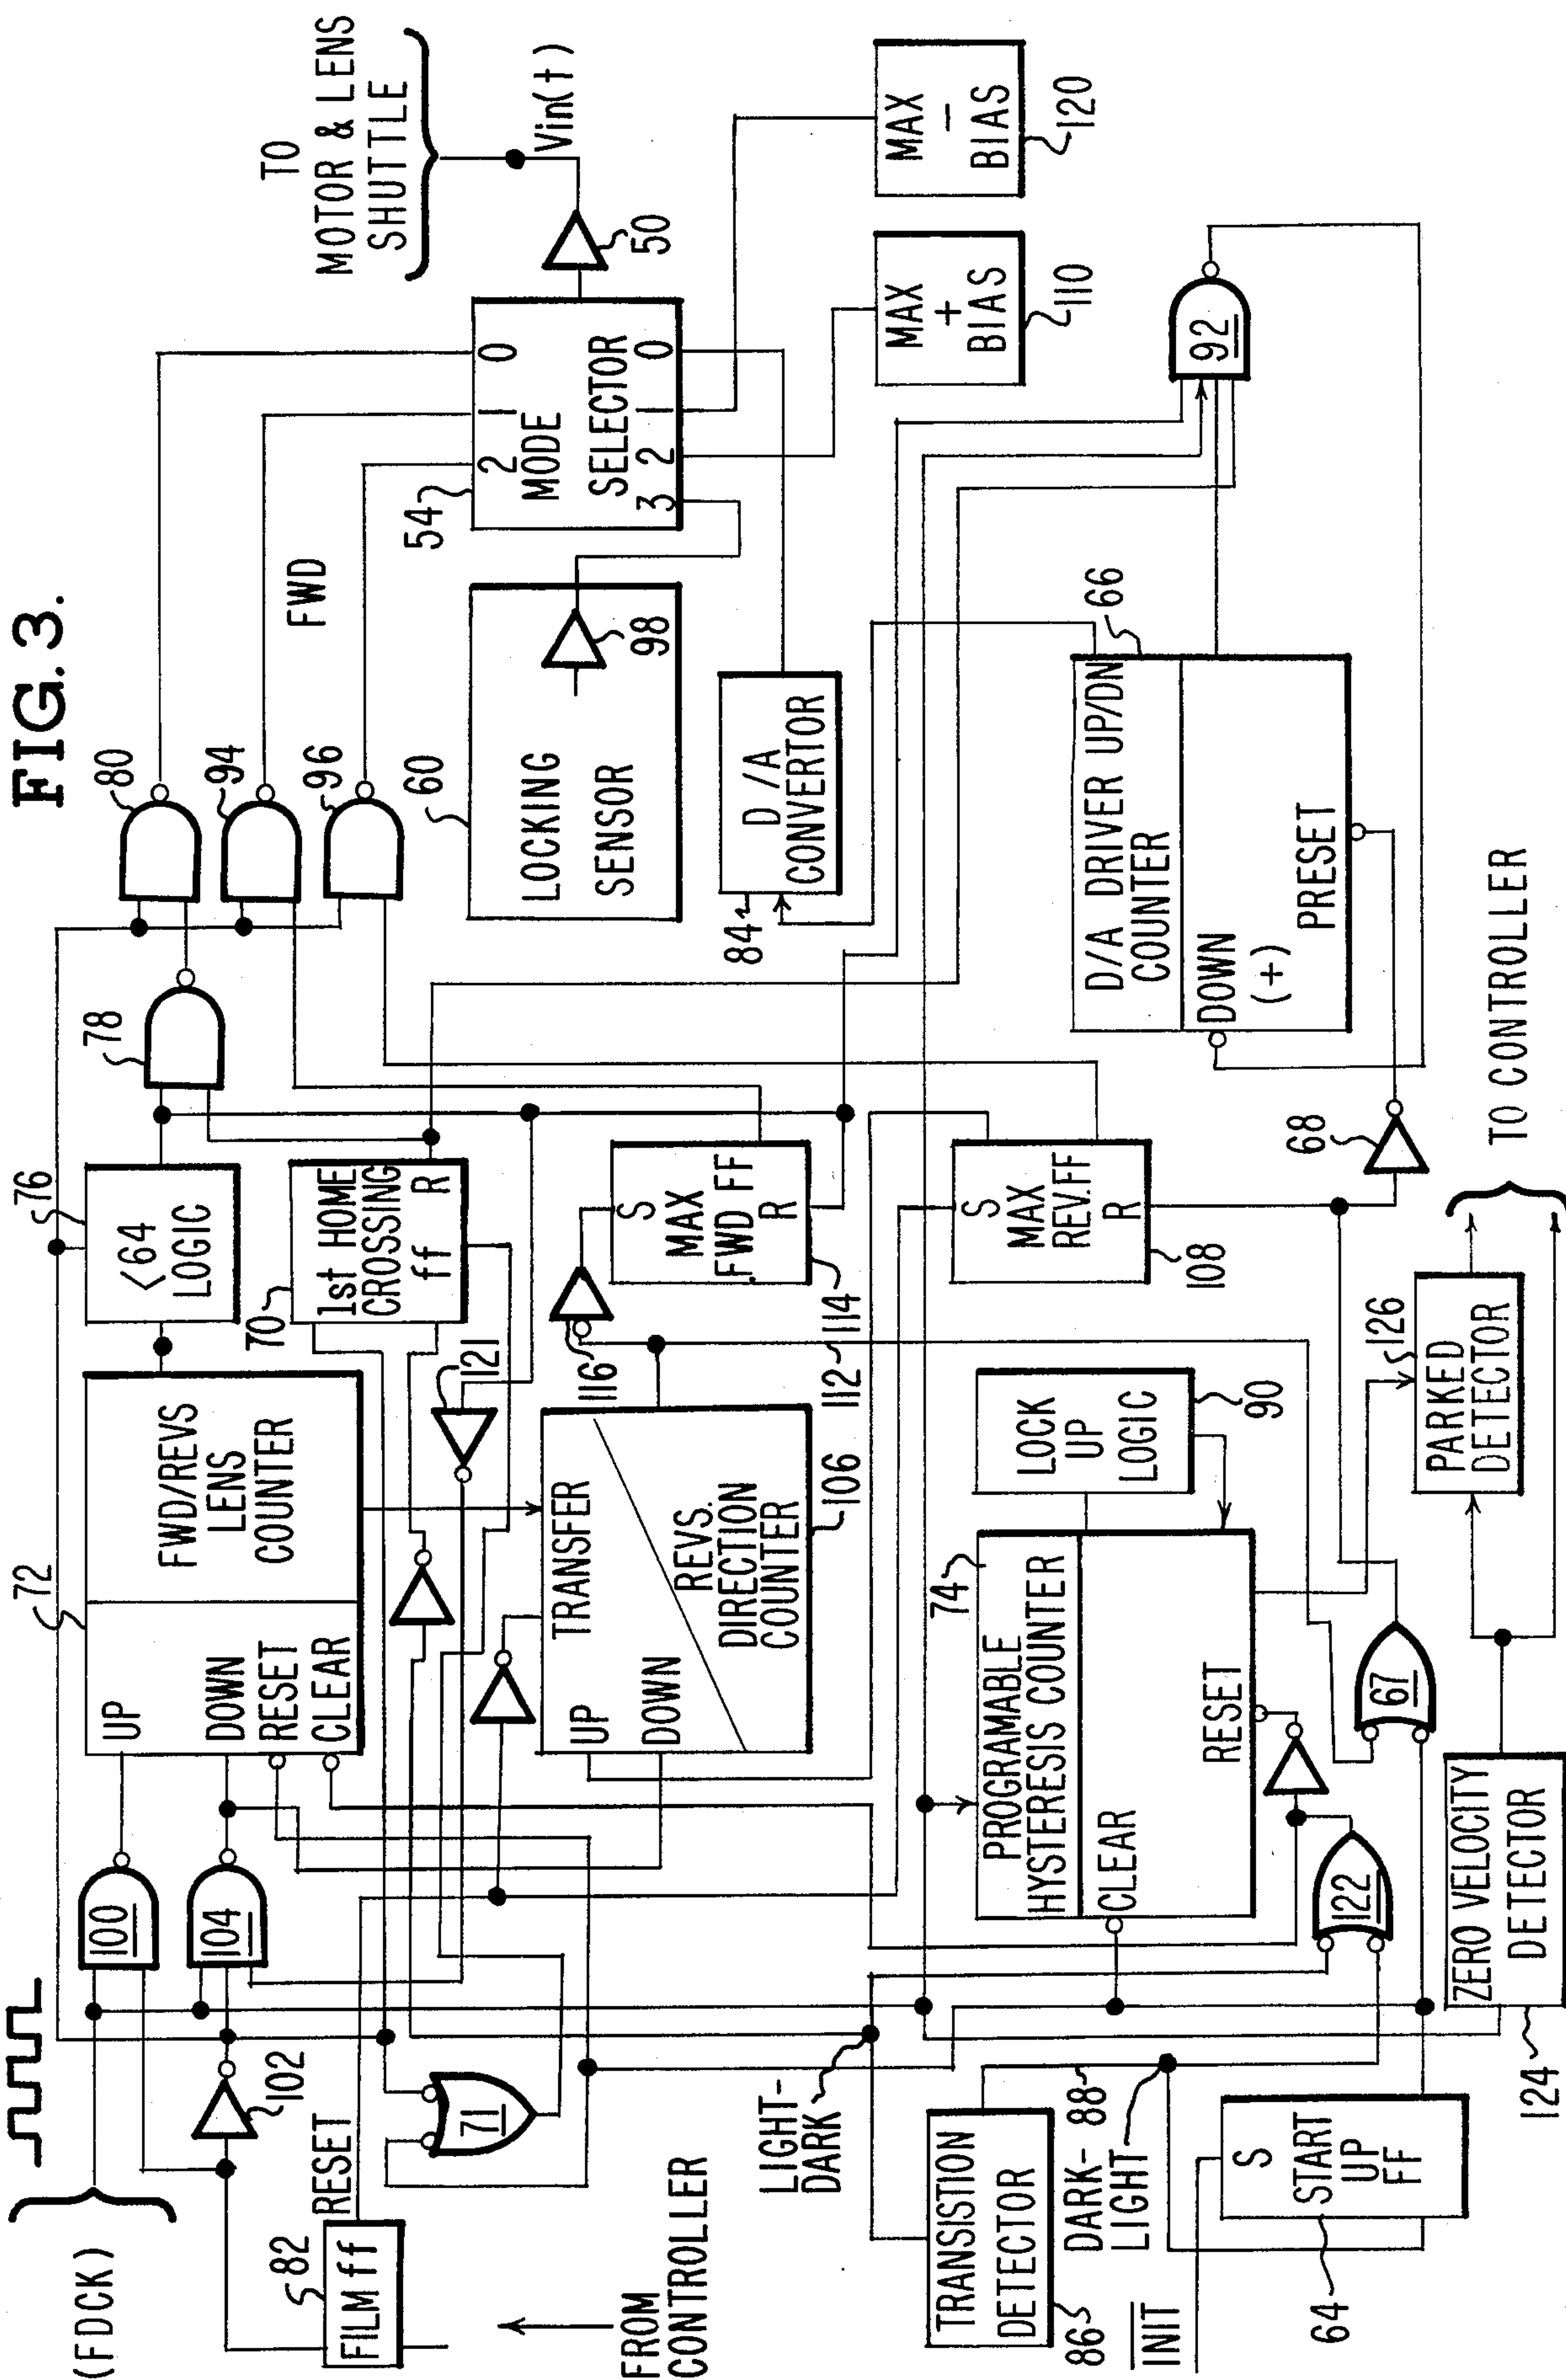 FIG. 3.
TO
MOTOR & LENS
SHUTTLE
Vin(t)
50
(FDCK)
100
102
104
UP
DOWN
RESET
CLEAR
72
FWD/REVS
LENS
COUNTER
76
<64
LOGIC
78
80
94
96
FWD
54
2 1 0
MODE
SELECTOR
3 2 1 0
MAX
-
BIAS
120
MAX
+
BIAS
110
82
FILM ff
RESET
FROM
CONTROLLER
71
70
1st HOME
CROSSING
ff R
121
60
LOCKING
SENSOR
98
116
S
MAX
FWD FF
R
114
112
TRANSFER
UP
DOWN
REVS.
DIRECTION
COUNTER
106
84
D/A
CONVERTOR
S
MAX
REV. FF
R
108
92
LIGHT-
DARK
TRANSISTION
DETECTOR
86
DARK-
LIGHT
88
INIT
S
START
UP
FF
64
74
PROGRAMABLE
HYSTERESIS COUNTER
CLEAR
RESET
LOCK
UP
LOGIC
90
122
67
68
D/A DRIVER UP/DN
COUNTER
66
DOWN
(+)
PRESET
ZERO VELOCITY
DETECTOR
124
PARKED
DETECTOR
126
TO CONTROLLER